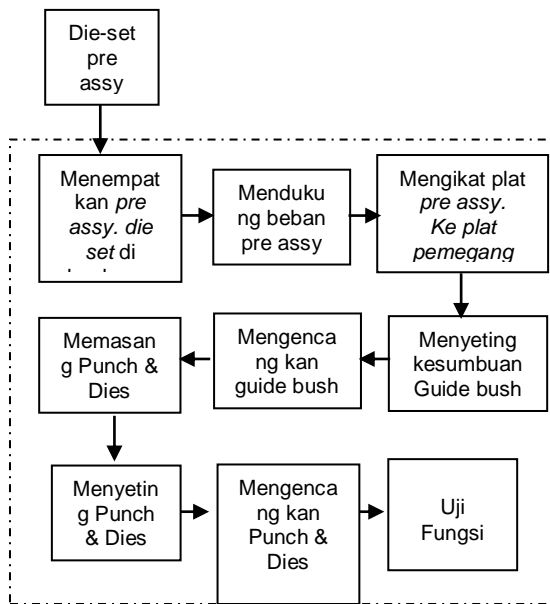 Die-set
pre
assy
Menempat
kan pre
assy. die
set di
Menduku
ng beban
pre assy
Mengikat plat
pre assy.
Ke plat
pemegang
Menyeting
kesumbuan
Guide bush
Mengenca
ng kan
guide bush
Memasan
g Punch &
Dies
Menyetin
g Punch
& Dies
Mengenca
ng kan
Punch &
Dies
Uji
Fungsi